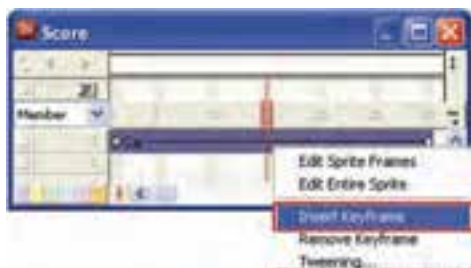 Score
Member
Edit Sprite Frames
Edit Entire Sprite
Insert Keyframe
Remove Keyframe
Tweening...